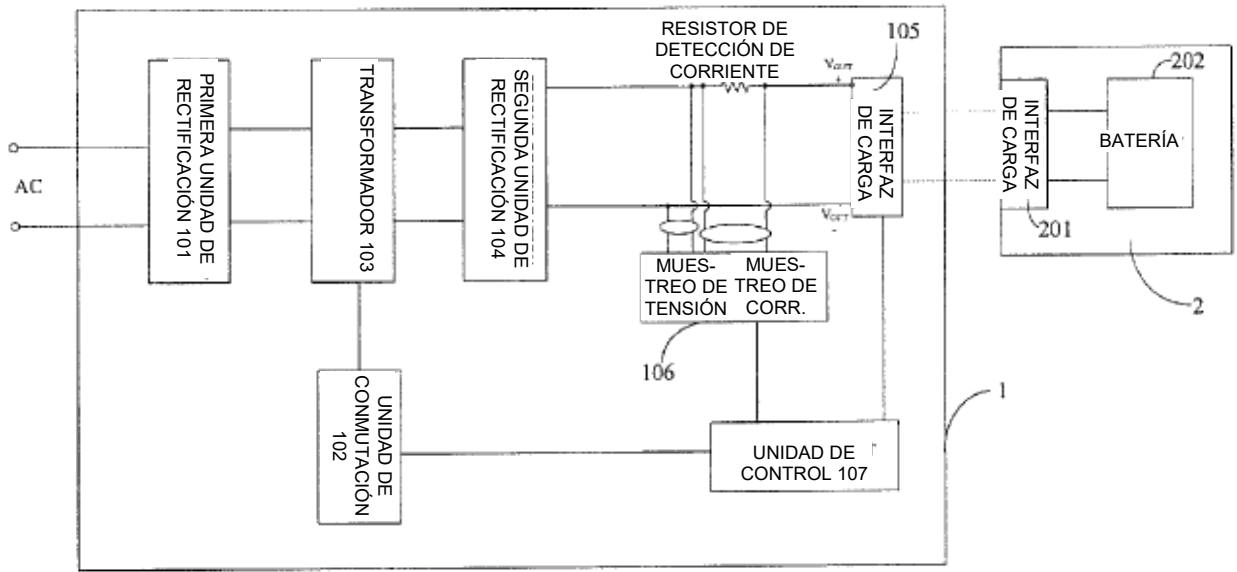 AC
PRIMERA UNIDAD DE
RECTIFICACIÓN 101
TRANSFORMADOR 103
SEGUNDA UNIDAD DE
RECTIFICACIÓN 104
RESISTOR DE
DETECCIÓN DE
CORRIENTE
VOUT
+
105
INTERFAZ
DE CARGA
VOUT
-
MUES-
TREO DE
TENSIÓN
MUES-
TREO DE
CORR.
106
UNIDAD DE
CONMUTACIÓN
102
UNIDAD DE
CONTROL 107
1
202
INTERFAZ
DE CARGA
201
BATERÍA
2